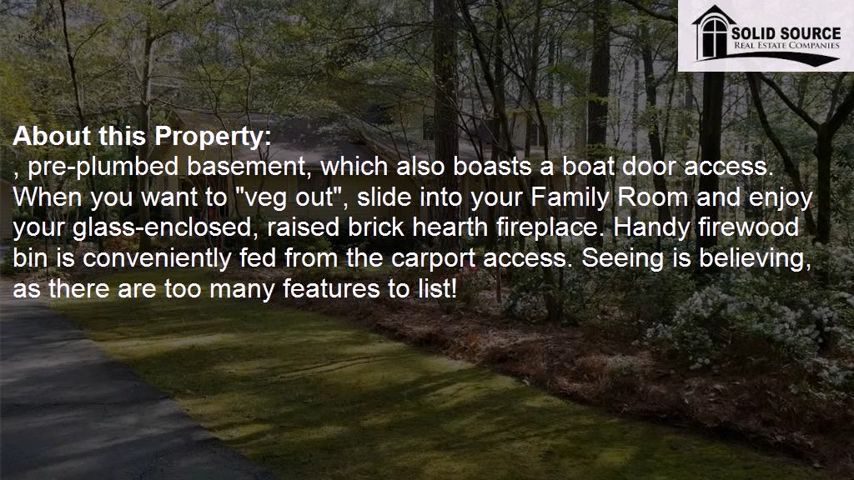 SOLID SOURCE
REAL ESTATE COMPANIES
About this Property:
, pre-plumbed basement, which also boasts a boat door access.
When you want to "veg out", slide into your Family Room and enjoy
your glass-enclosed, raised brick hearth fireplace. Handy firewood
bin is conveniently fed from the carport access. Seeing is believing,
as there are too many features to list!